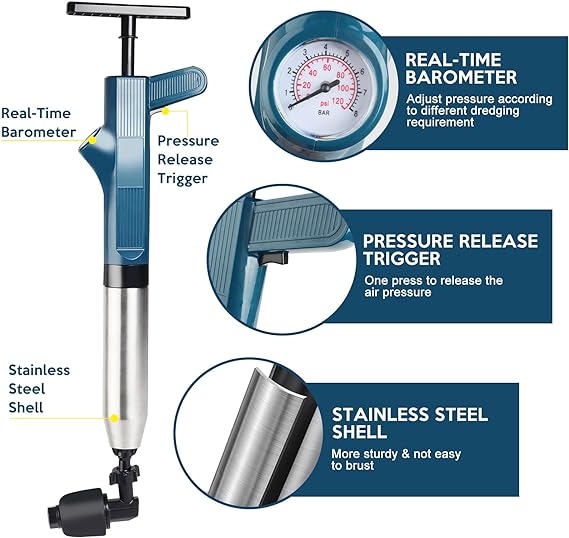 REAL-TIME
BAROMETER
Adjust pressure according
to different dredging
requirement
Real-Time
Barometer
Pressure
Release
Trigger
1 2 3 4 5 6 7 8
20 40 60 80 100 120
psi
BAR
PRESSURE RELEASE
TRIGGER
One press to release the
air pressure
Stainless
Steel
Shell
STAINLESS STEEL
SHELL
More sturdy & not easy
to brust